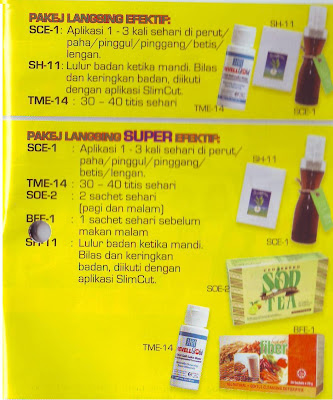 PAKEJ LANGSING EFEKTIF:
SCE-1: Aplikasi 1 - 3 kali sehari di perut/
paha/pinggul/pinggang/betis/
lengan.
SH-11: Lulur badan ketika mandi. Bilas
dan keringkan badan, diikuti
dengan aplikasi SlimCut.
TME-14 : 30 – 40 titis sehari
SH-11
TME-14
SCE-1
PAKEJ LANGSING SUPER EFEKTIF:
SCE-1 : Aplikasi 1 - 3 kali sehari di perut/
paha/pinggul/pinggang/
betis/lengan.
TME-14 : 30 – 40 titis sehari
SOE-2 : 2 sachet sehari
[pagi dan malam]
BFE-1 : 1 sachet sehari sebelum
makan malam
SH-11 : Lulur badan ketika mandi.
Bilas dan keringkan
badan, diikuti dengan
aplikasi SlimCut.
SH-11
SCE-1
SOE-2
SOD
TEA
TME-14
BFE-1
fiber